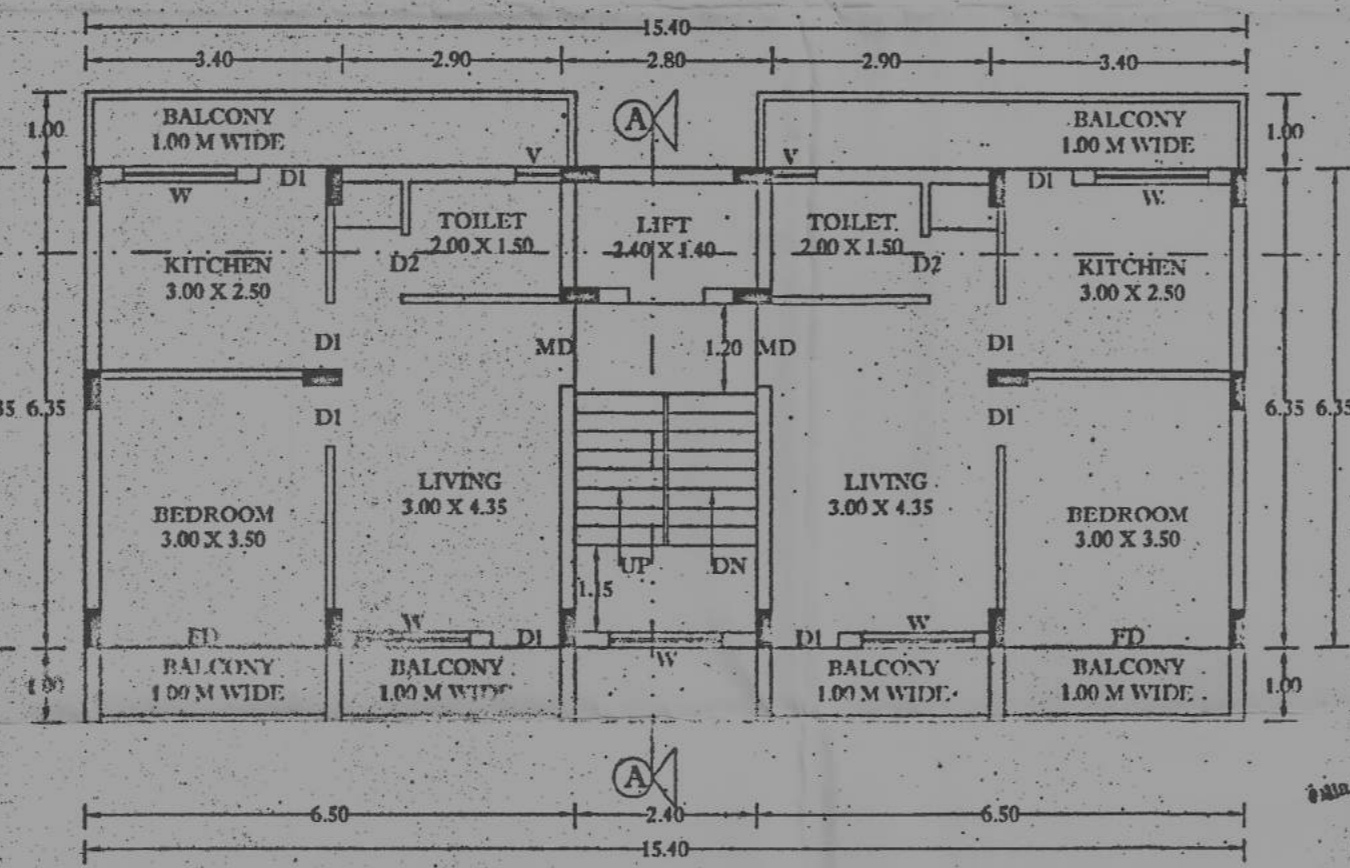 15.40
3.40 2.90 2.80 2.90 3.40
1.00
BALCONY
1.00 M WIDE
A
BALCONY
1.00 M WIDE
1.00
W
D1
V
V
D1
W
TOILET
2.00 X 1.50
LIFT
2.40 X 1.40
TOILET
2.00 X 1.50
KITCHEN
3.00 X 2.50
D2
D2
KITCHEN
3.00 X 2.50
D1
MD
1.20
MD
D1
6.35
D1
D1
6.35
6.35
BEDROOM
3.00 X 3.50
LIVING
3.00 X 4.35
LIVING
3.00 X 4.35
BEDROOM
3.00 X 3.50
UP
DN
1.15
FD
W
D1
W
D1
W
FD
1.00
BALCONY
1.00 M WIDE
BALCONY
1.00 M WIDE
BALCONY
1.00 M WIDE
BALCONY
1.00 M WIDE
1.00
A
6.50 2.40 6.50
15.40